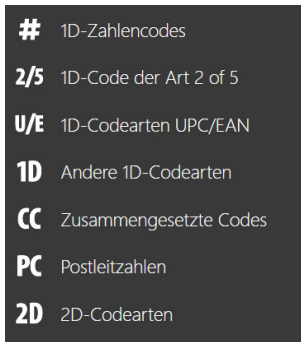 # 1D-Zahlencodes
2/5 1D-Code der Art 2 of 5
U/E 1D-Codearten UPC/EAN
1D Andere 1D-Codearten
CC Zusammengesetzte Codes
PC Postleitzahlen
2D 2D-Codearten